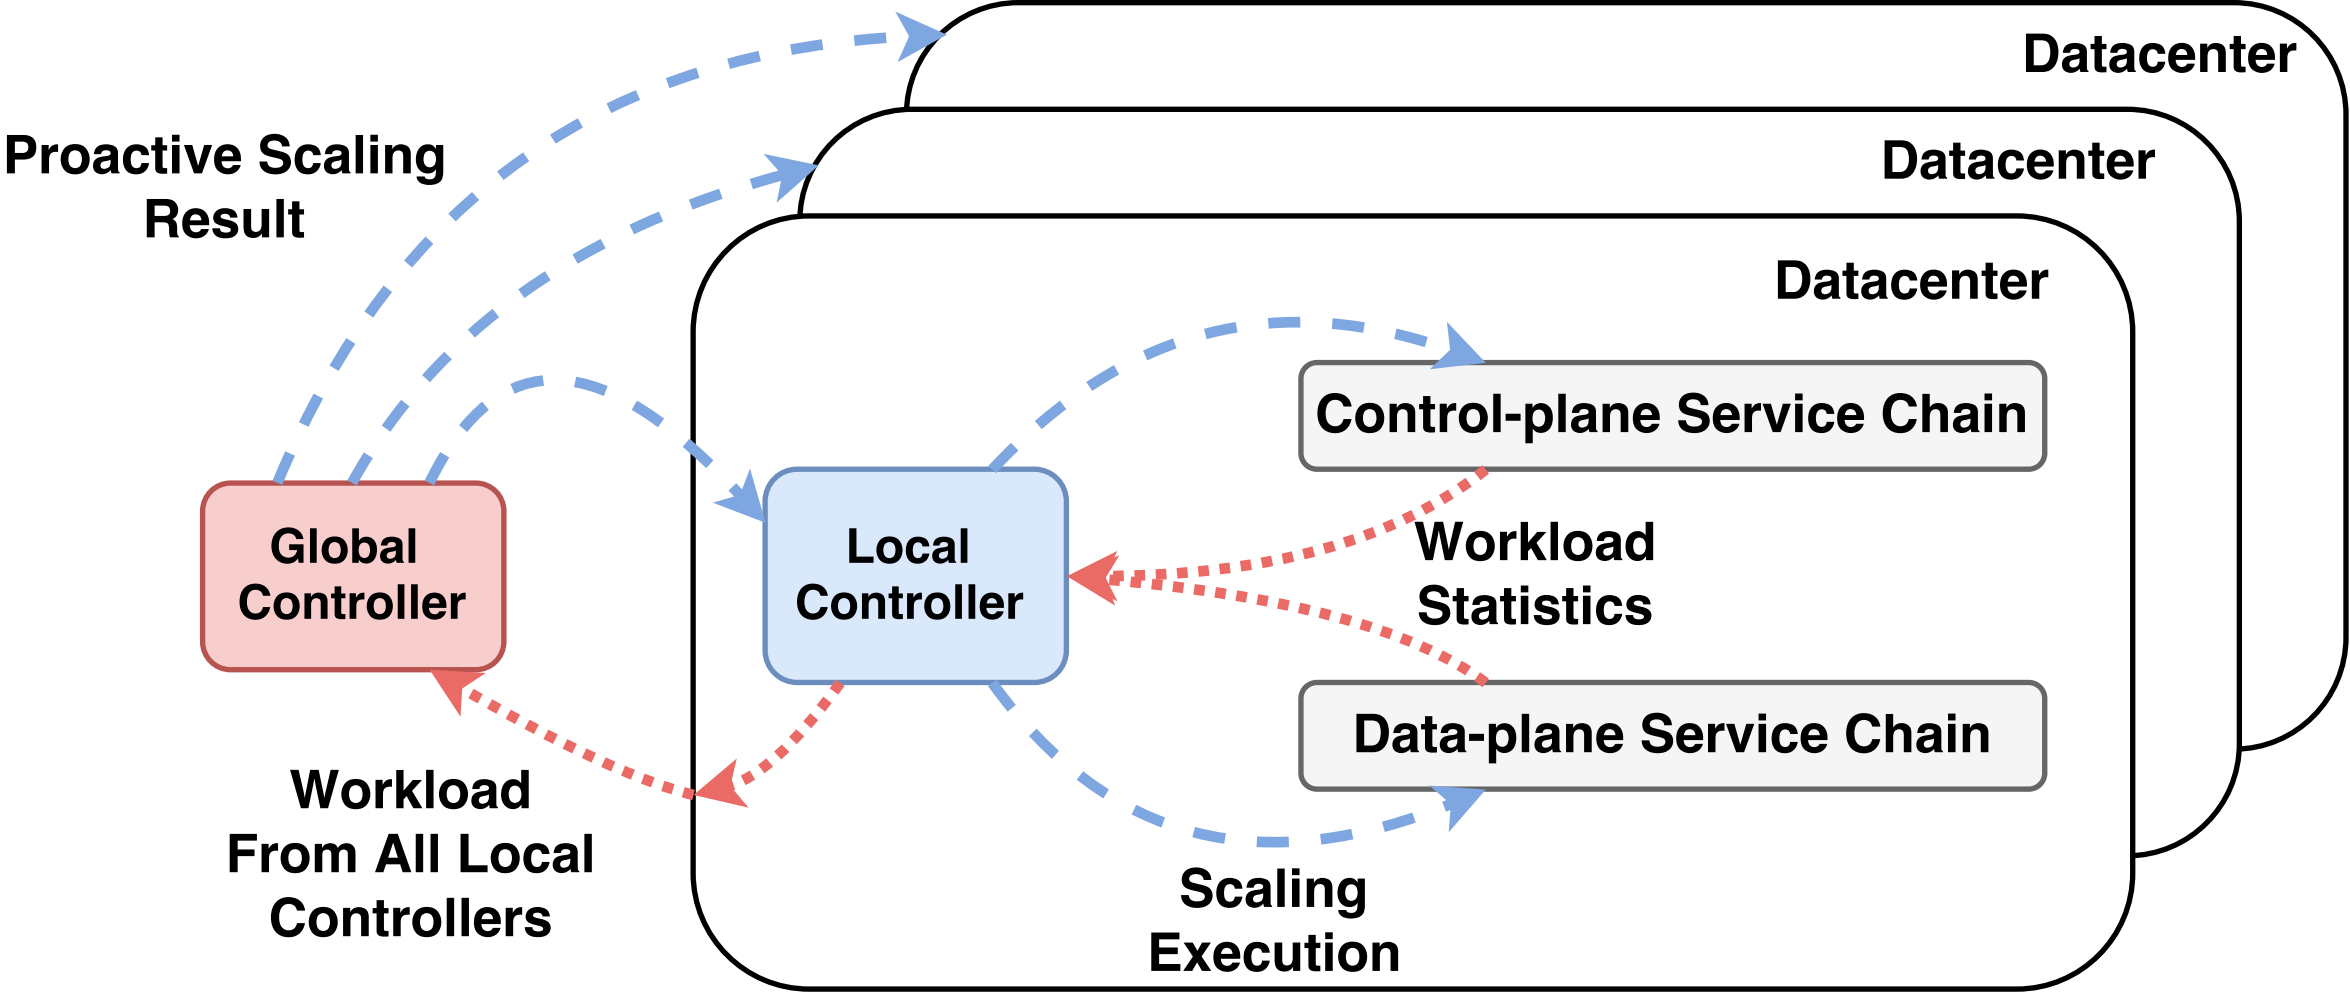 Datacenter
Datacenter
Proactive Scaling
Result
Datacenter
Control-plane Service Chain
Global
Controller
Local
Controller
Workload
Statistics
Data-plane Service Chain
Workload
From All Local
Controllers
Scaling
Execution